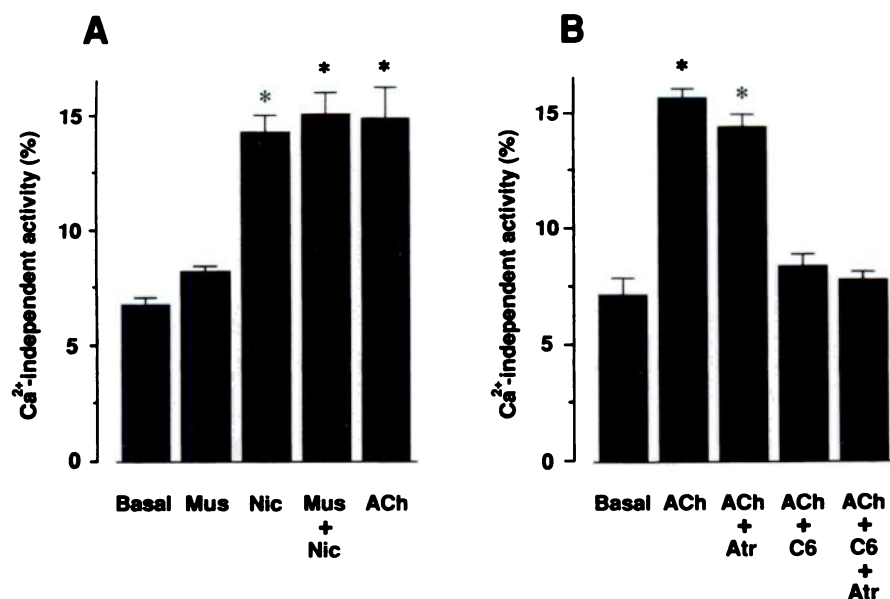 A
Ca²⁺-independent activity (%)
15
10
5
0
*
*
*
Basal Mus Nic Mus + Nic ACh
B
Ca²⁺-independent activity (%)
15
10
5
0
*
*
Basal ACh ACh + Atr ACh + C6 ACh + C6 + Atr